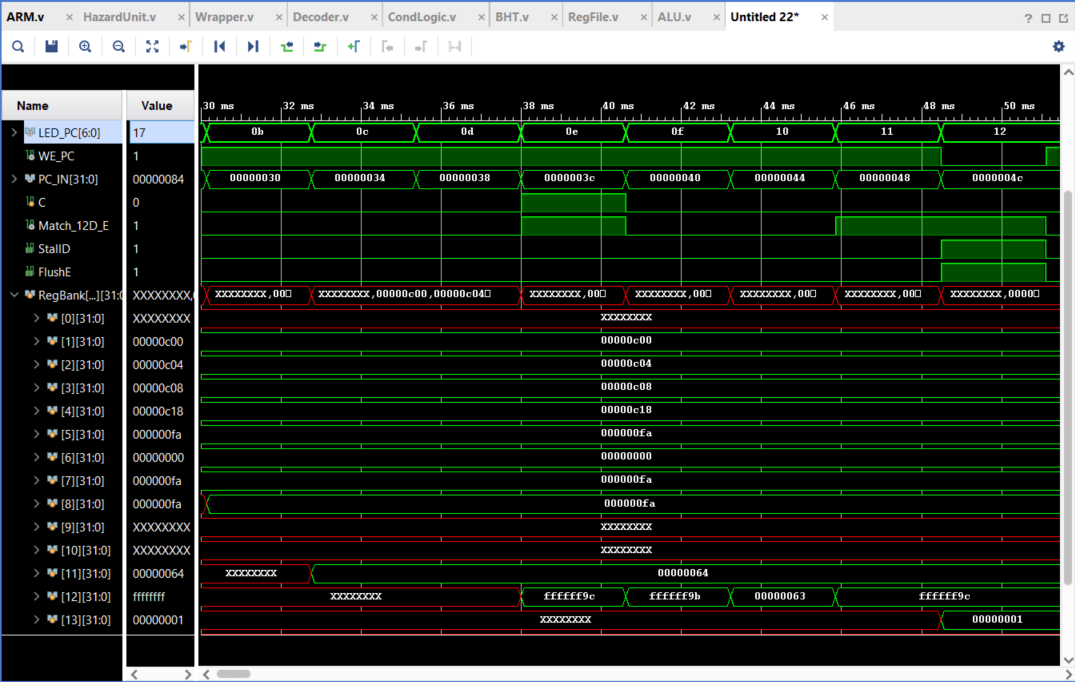 ARM.v × HazardUnit.v × Wrapper.v × Decoder.v × CondLogic.v × BHT.v × RegFile.v × ALU.v × Untitled 22* ×
Name Value 30 ms 32 ms 34 ms 36 ms 38 ms 40 ms 42 ms 44 ms 46 ms 48 ms 50 ms
LED_PC[6:0] 17 0b 0c 0d 0e 0f 10 11 12
WE_PC 1
PC_IN[31:0] 00000084 00000030 00000034 00000038 0000003c 00000040 00000044 00000048 0000004c
C 0
Match_12D_E 1
StallD 1
FlushE 1
RegBank[...][31:0 XXXXXXXX, XXXXXXXX,00 XXXXXXXX,00000c00,00000c04 XXXXXXXX,00 XXXXXXXX,00 XXXXXXXX,00 XXXXXXXX,00 XXXXXXXX,0000
[0][31:0] XXXXXXXX XXXXXXXX
[1][31:0] 00000c00 00000c00
[2][31:0] 00000c04 00000c04
[3][31:0] 00000c08 00000c08
[4][31:0] 00000c18 00000c18
[5][31:0] 000000fa 000000fa
[6][31:0] 00000000 00000000
[7][31:0] 000000fa 000000fa
[8][31:0] 000000fa 000000fa
[9][31:0] XXXXXXXX XXXXXXXX
[10][31:0] XXXXXXXX XXXXXXXX
[11][31:0] 00000064 XXXXXXXX 00000064
[12][31:0] ffffffff XXXXXXXX ffffff9c ffffff9b 00000063 ffffff9c
[13][31:0] 00000001 XXXXXXXX 00000001